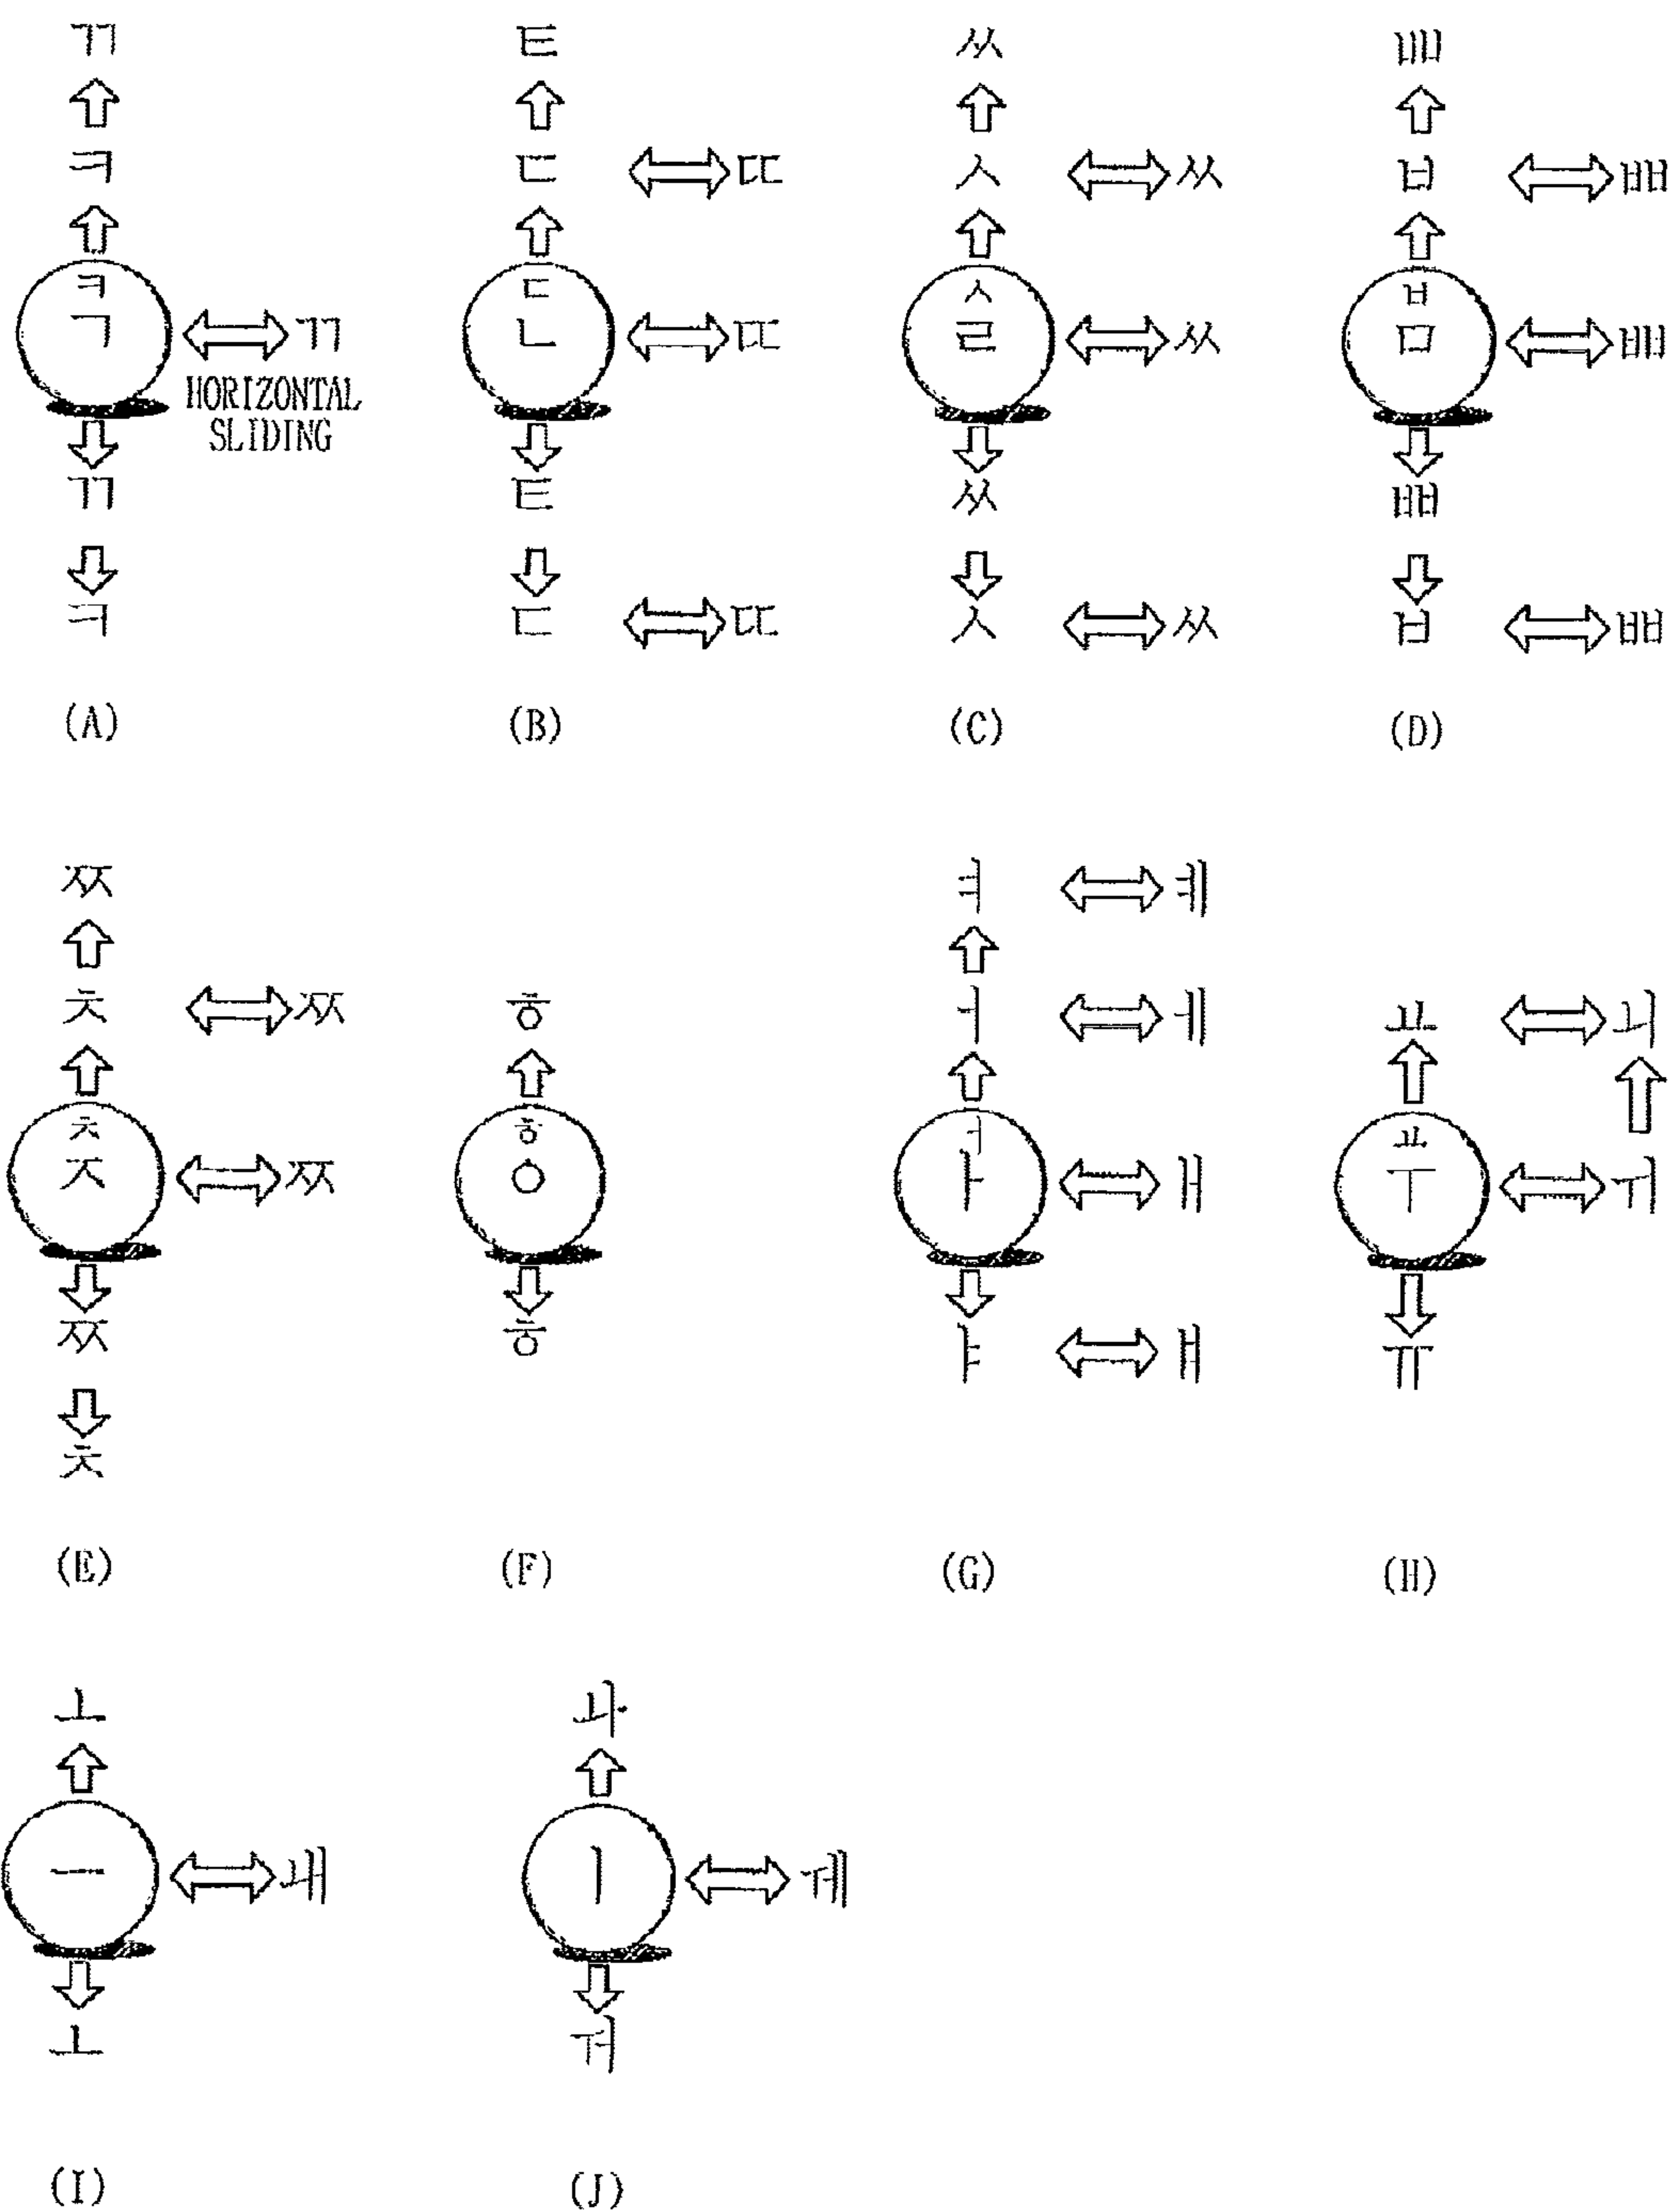 ㄲ
ㅋ
ㅋ
ㄱ ㄲ
HORIZONTAL
SLIDING
ㄲ
ㅋ
(A)
ㅌ
ㄷ ㄸ
ㄷ
ㄴ ㄸ
ㅌ
ㄷ ㄸ
(B)
ㅆ
ㅅ ㅆ
ㅅ
ㄹ ㅆ
ㅆ
ㅅ ㅆ
(C)
ㅃ
ㅂ ㅃ
ㅂ
ㅁ ㅃ
ㅃ
ㅂ ㅃ
(D)
ㅉ
ㅊ ㅉ
ㅊ
ㅈ ㅉ
ㅉ
ㅊ
(E)
ㅎ
ㅎ
ㅇ
ㅎ
(F)
ㅕ ㅖ
ㅓ ㅔ
ㅓ
ㅏ ㅐ
ㅑ ㅒ
(G)
ㅛ ㅚ
ㅛ
ㅜ ㅟ
ㅠ
(H)
ㅗ
ㅡ ㅙ
ㅗ
(I)
ㅘ
ㅣ ㅞ
ㅝ
(J)